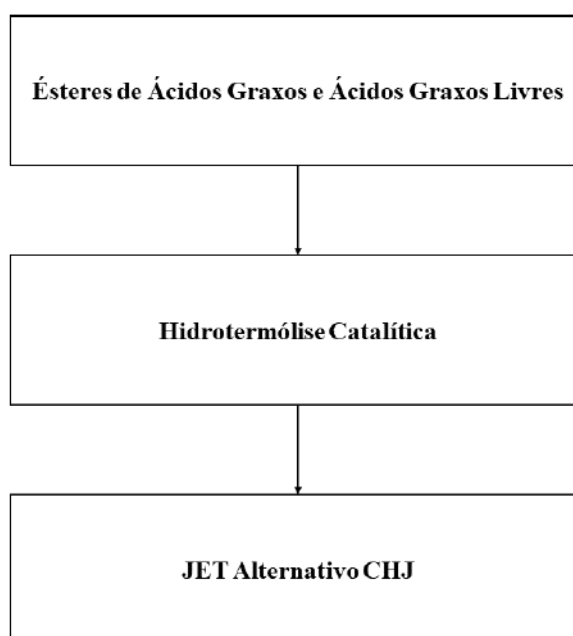 Ésteres de Ácidos Graxos e Ácidos Graxos Livres
Hidrotermólise Catalítica
JET Alternativo CHJ